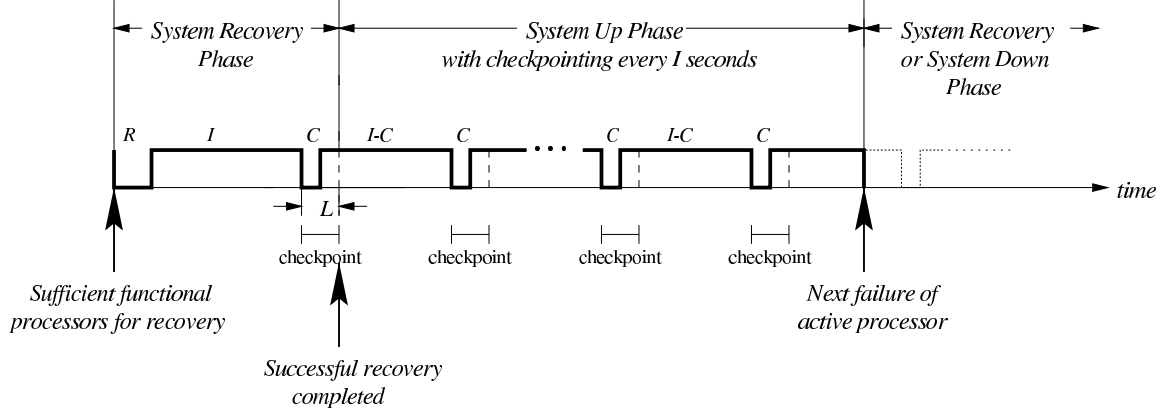 System Recovery
Phase
System Up Phase
with checkpointing every I seconds
System Recovery
or System Down
Phase
R I C I-C C C I-C C
time
L
checkpoint checkpoint checkpoint checkpoint
Sufficient functional
processors for recovery
Next failure of
active processor
Successful recovery
completed